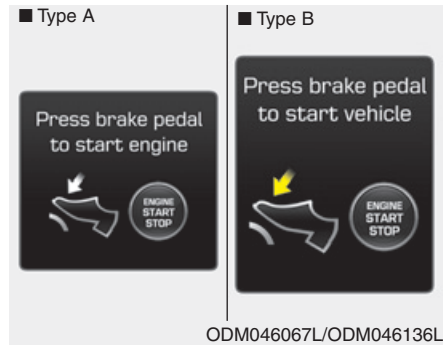 ■ Type A
Press brake pedal
to start engine
ENGINE
START
STOP
■ Type B
Press brake pedal
to start vehicle
ENGINE
START
STOP
ODM046067L/ODM046136L